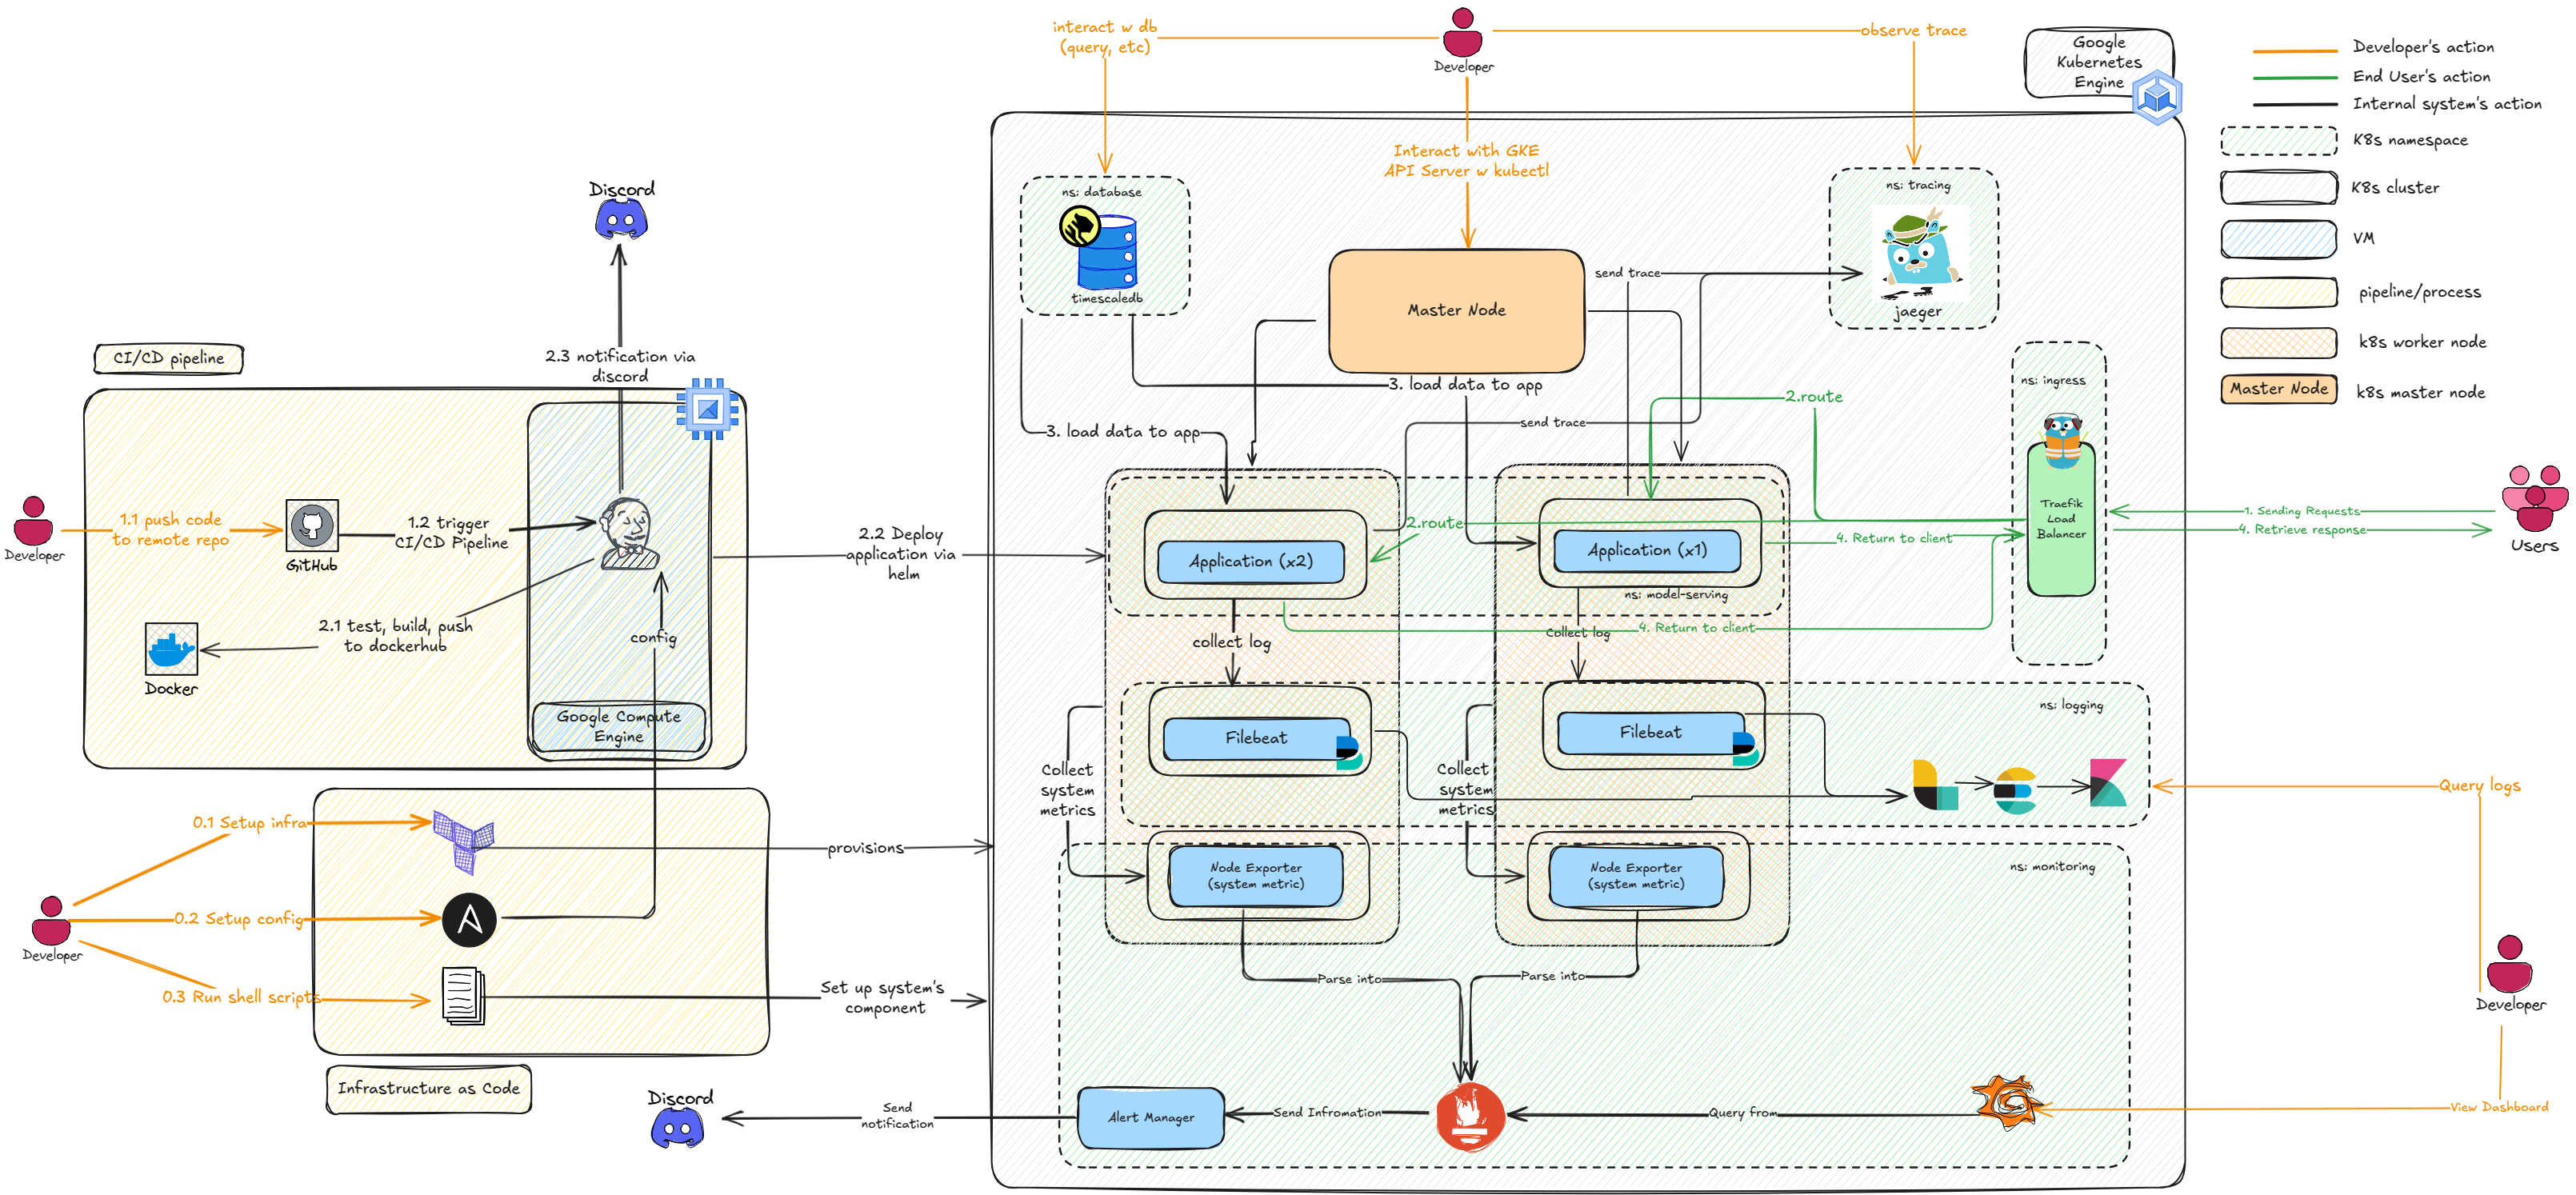 interact w db
(query, etc)
Developer
observe trace
Google
Kubernetes
Engine
Developer's action
End User's action
Internal system's action
K8s namespace
K8s cluster
VM
pipeline/process
k8s worker node
Master Node
k8s master node
Interact with GKE
API Server w kubectl
ns: database
timescaledb
ns: tracing
jaeger
Master Node
send trace
3. load data to app
3. load data to app
send trace
2.route
2.route
ns: ingress
Traefik
Load
Balancer
1. Sending Requests
4. Retrieve response
Users
Discord
2.3 notification via
discord
CI/CD pipeline
Developer
1.1 push code
to remote repo
GitHub
1.2 trigger
CI/CD Pipeline
2.1 test, build, push
to dockerhub
Docker
config
Google Compute
Engine
2.2 Deploy
application via
helm
Application (x2)
Application (x1)
ns: model-serving
4. Return to client
4. Return to client
collect log
Collect log
Filebeat
Filebeat
ns: logging
Collect
system
metrics
Collect
system
metrics
Query logs
Node Exporter
(system metric)
Node Exporter
(system metric)
ns: monitoring
Parse into
Parse into
Developer
0.1 Setup infra
0.2 Setup config
0.3 Run shell scripts
Developer
provisions
Set up system's
component
Infrastructure as Code
Discord
Send
notification
Alert Manager
Send Infromation
Query from
View Dashboard